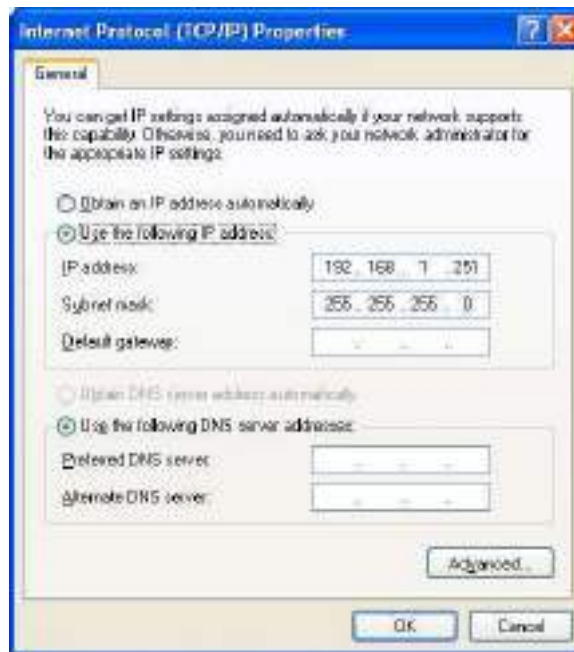 Internet Protocol (TCP/IP) Properties
General
You can get IP settings assigned automatically if your network supports
this capability. Otherwise, you need to ask your network administrator for
the appropriate IP settings.
Obtain an IP address automatically
Use the following IP address:
IP address: 192 . 168 . 1 . 251
Subnet mask: 255 . 255 . 255 . 0
Default gateway: . . .
Obtain DNS server address automatically
Use the following DNS server addresses:
Preferred DNS server: . . .
Alternate DNS server: . . .
Advanced...
OK Cancel